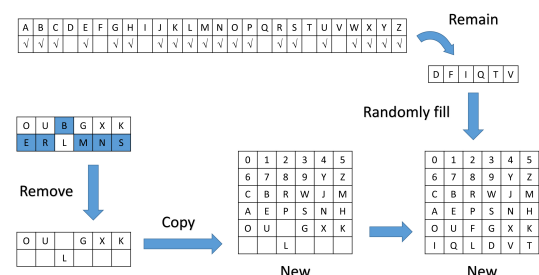 A B C D E F G H I J K L M N O P Q R S T U V W X Y Z
√ √ √ √ √ √ √ √ √ √ √ √ √ √ √ √ √ √ √ √
Remain
D F I Q T V
Randomly fill
O U B G X K
E R L M N S
Remove
O U G X K
L
Copy
0 1 2 3 4 5
6 7 8 9 Y Z
C B R W J M
A E P S N H
O U G X K
L
New
0 1 2 3 4 5
6 7 8 9 Y Z
C B R W J M
A E P S N H
O U F G X K
I Q L D V T
New